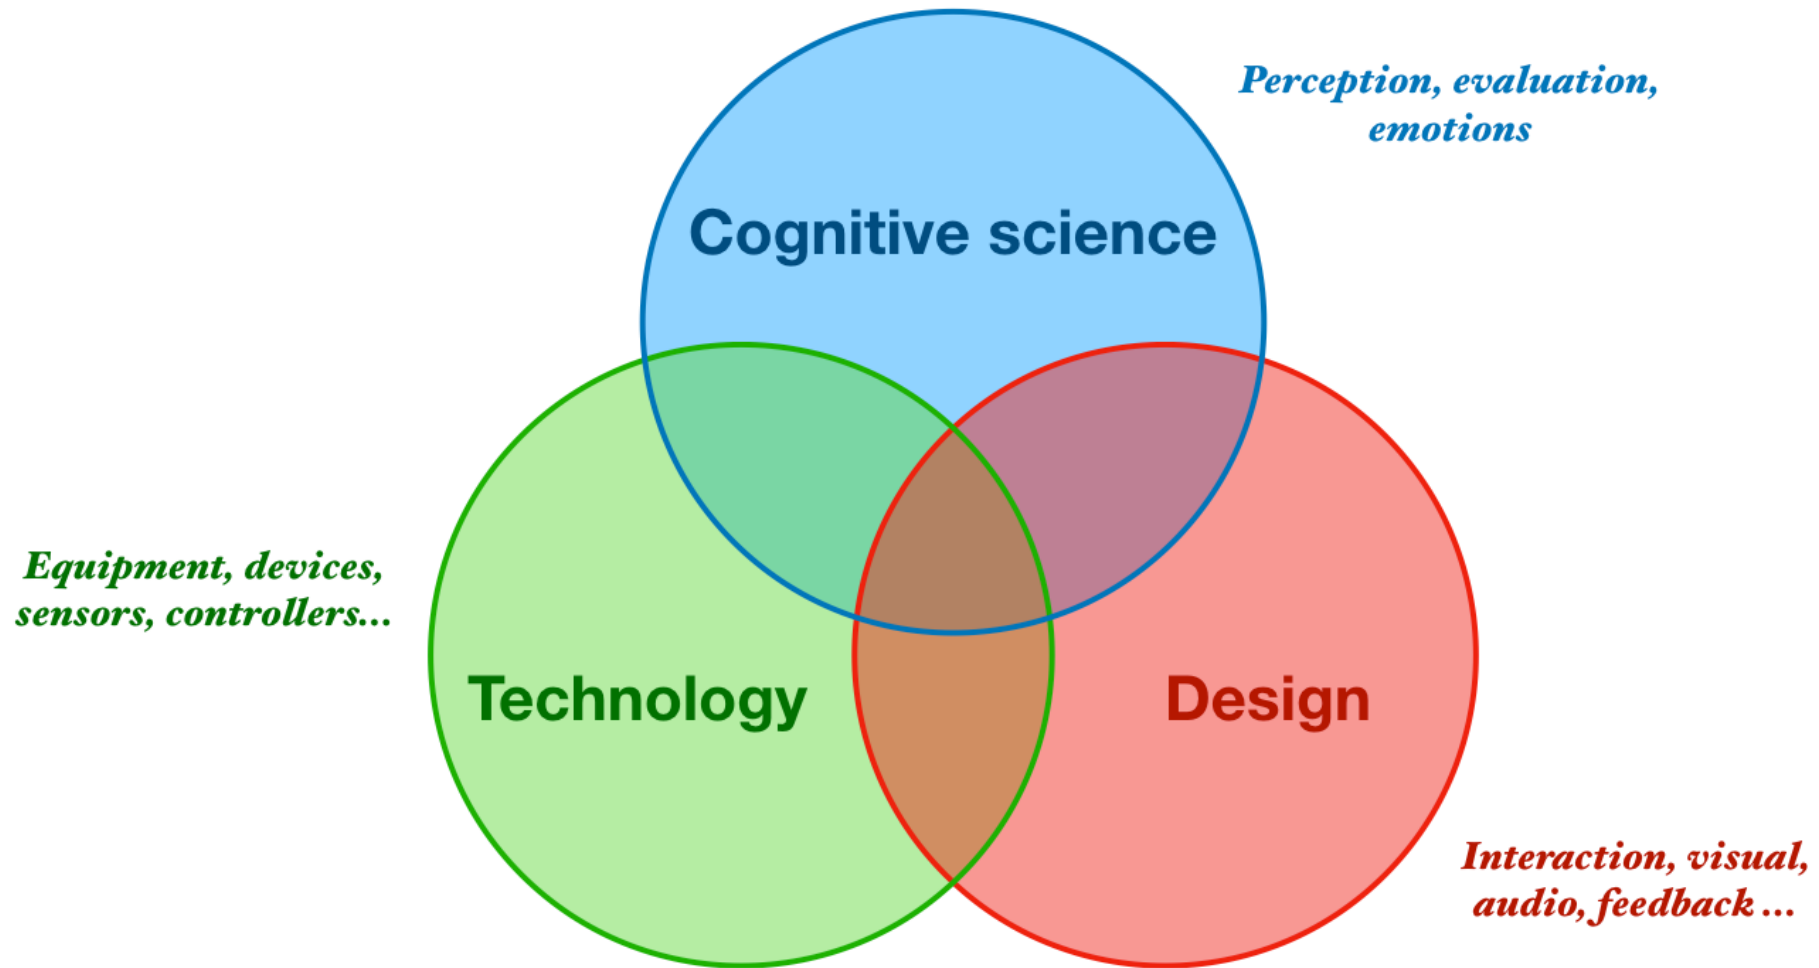 Perception, evaluation,
emotions
Cognitive science
Equipment, devices,
sensors, controllers...
Technology
Design
Interaction, visual,
audio, feedback ...